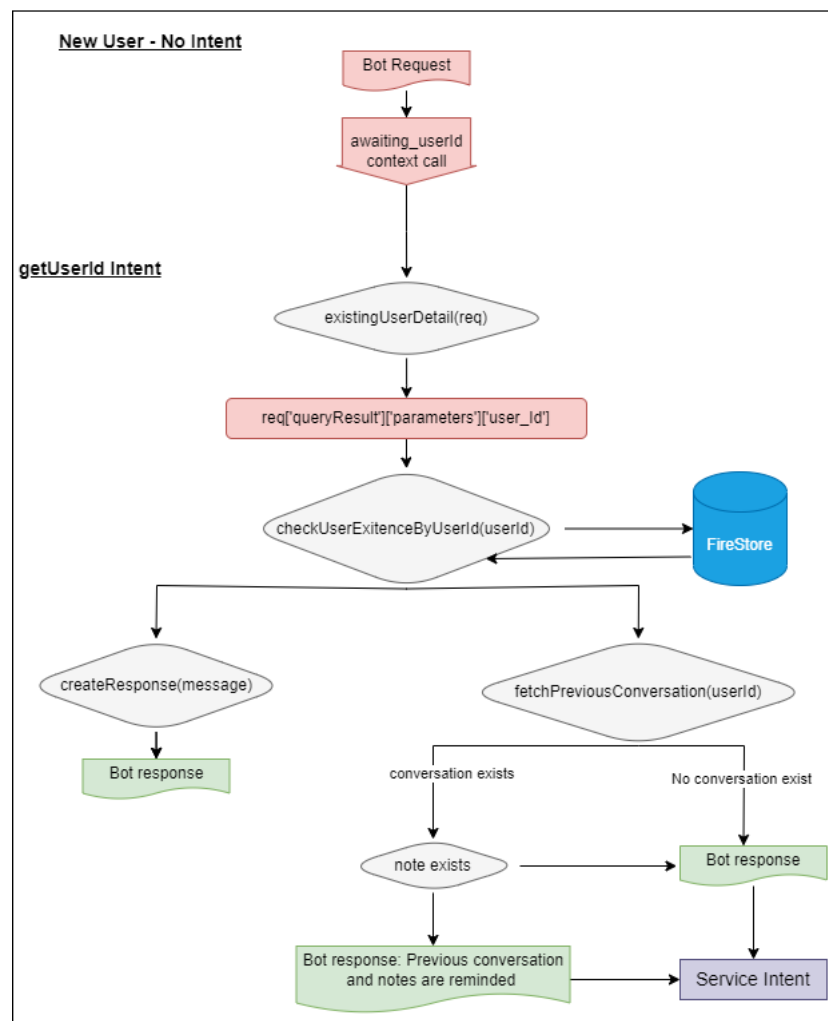 New User - No Intent
Bot Request
awaiting_userId
context call
getUserId Intent
existingUserDetail(req)
req['queryResult']['parameters']['user_Id']
checkUserExitenceByUserId(userId)
FireStore
createResponse(message)
fetchPreviousConversation(userId)
Bot response
conversation exists
No conversation exist
note exists
Bot response
Bot response: Previous conversation
and notes are reminded
Service Intent